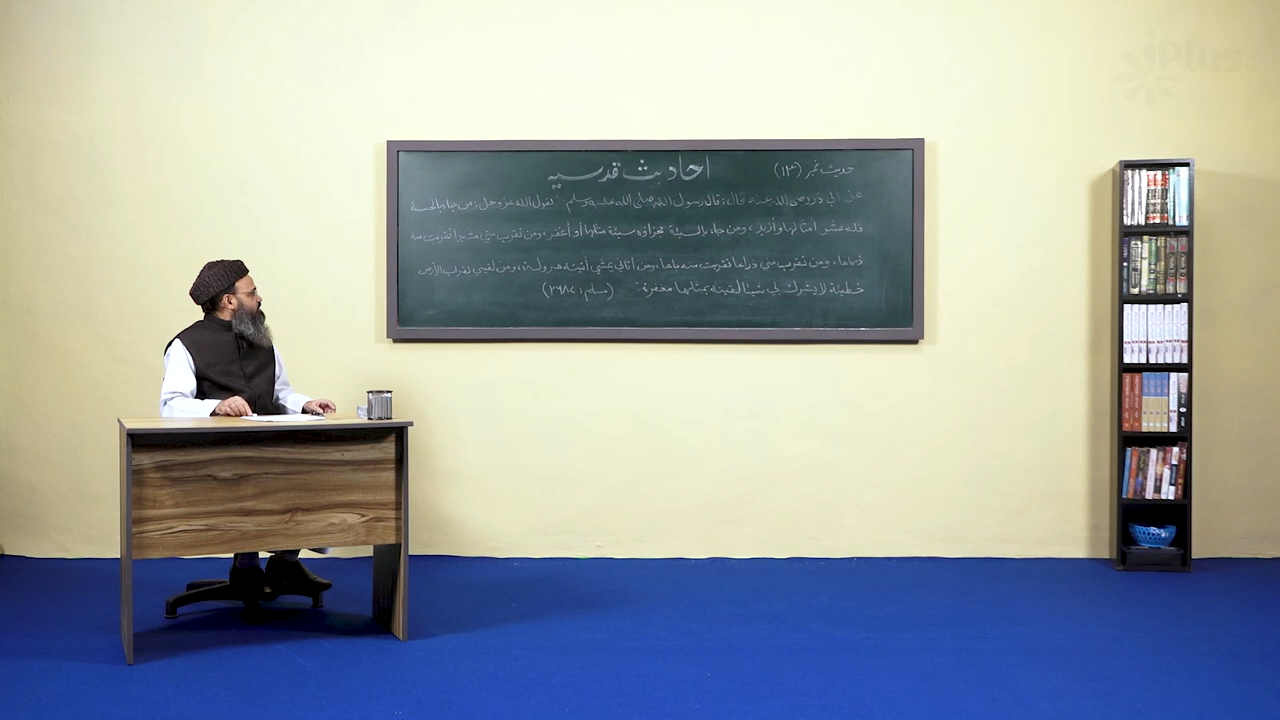 iPlus
احادیث قدسیه
حدیث نمبر (۱۳)
عن أبي ذر رضي الله عنه قال: قال رسول الله صلى الله عليه وسلم: "يقول الله عز وجل: من جاء بالحسنة
فله عشر أمثالها وأزيد، ومن جاء بالسيئة فجزاؤه سيئة مثلها أو أغفر، ومن تقرب مني شبرا تقربت منه
ذراعا، ومن تقرب مني ذراعا تقربت منه باعا، ومن أتاني يمشي أتيته هرولة، ومن لقيني بقراب الأرض
خطيئة لا يشرك بي شيئا لقيته بمثلها مغفرة" (مسلم: ۲٦۸۷)